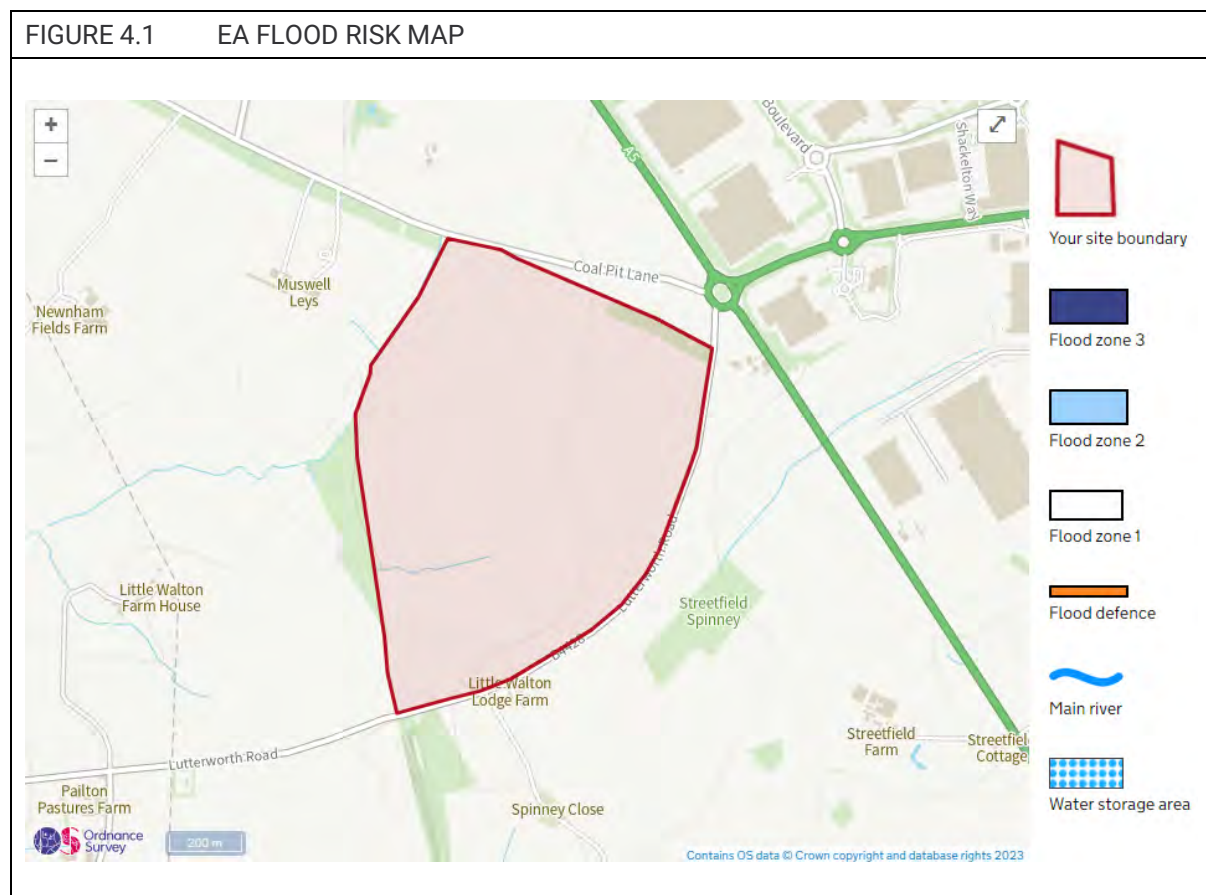 FIGURE 4.1 EA FLOOD RISK MAP
+
−
Boulevard
Shackelton Way
A5
Your site boundary
Coal Pit Lane
Muswell
Leys
Newnham
Fields Farm
Flood zone 3
Flood zone 2
Flood zone 1
Lutterworth Road
Little Walton
Farm House
Streetfield
Spinney
Flood defence
B4428
Little Walton
Lodge Farm
Main river
Streetfield
Farm
Streetfiel
Cottage
Lutterworth Road
Pailton
Pastures Farm
Spinney Close
Water storage area
Ordnance
Survey
200 m
Contains OS data © Crown copyright and database rights 2023